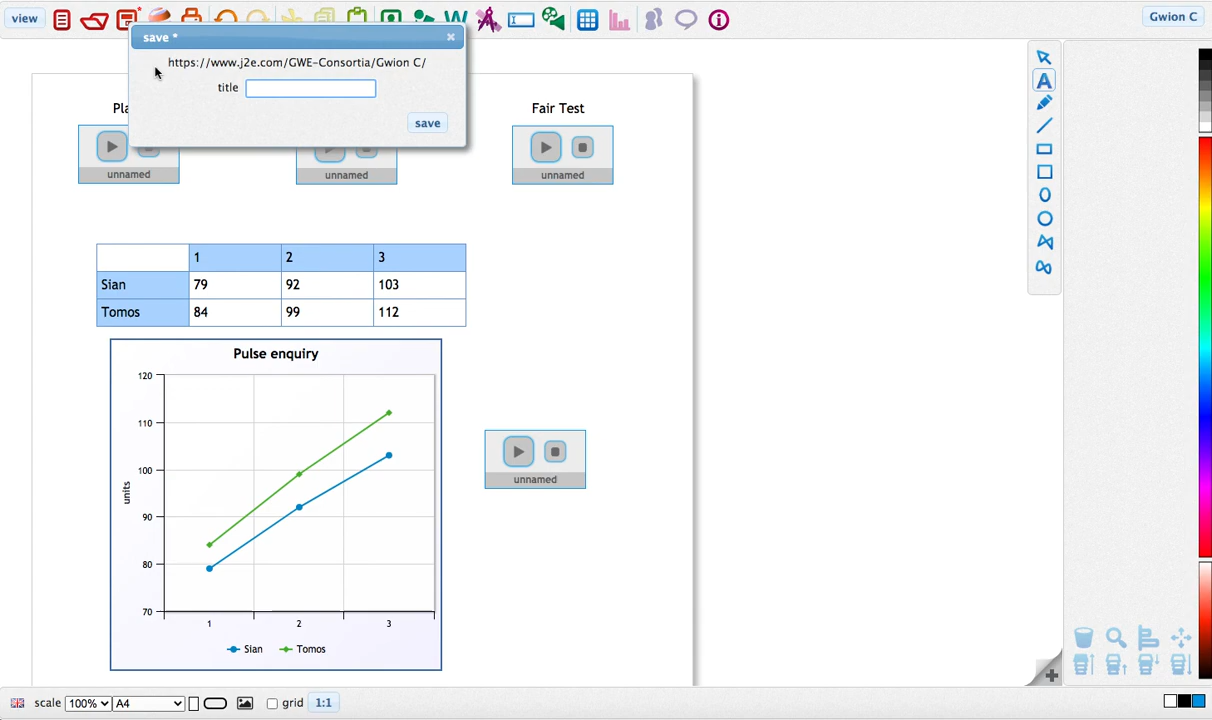 view
Gwion C
save *
https://www.j2e.com/GWE-Consortia/Gwion C/
title
save
Pla
Fair Test
unnamed
unnamed
unnamed
1 2 3
Sian 79 92 103
Tomos 84 99 112
Pulse enquiry
120
110
100
90
80
70
units
1 2 3
Sian Tomos
unnamed
scale 100% A4 grid 1:1